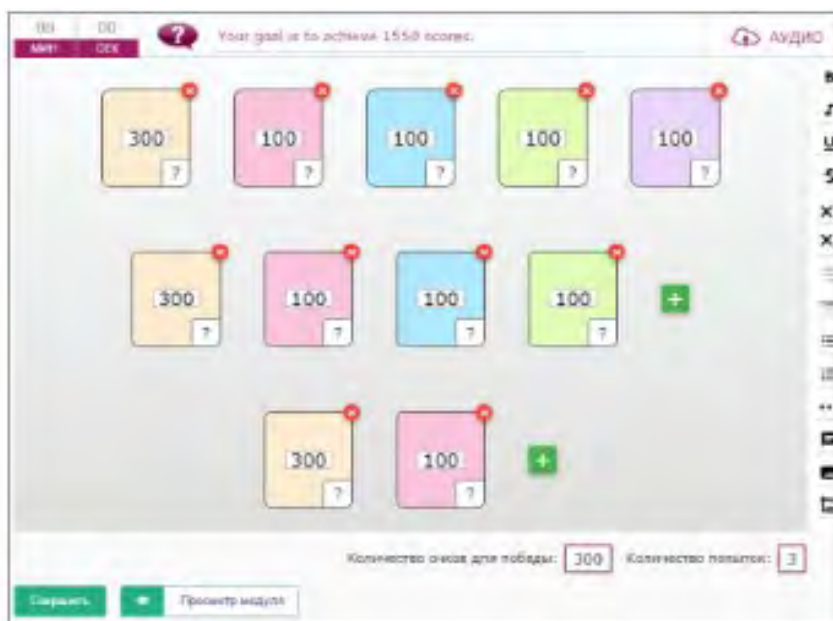 00
МИН СЕК
?
Your goal is to achieve 1550 scores.
АУДИО
300 100 100 100 100
? ? ? ? ?
300 100 100 100 +
? ? ? ?
300 100 +
? ?
Количество очков для победы: 300 Количество попыток: 3
Сохранить Просмотр модуля